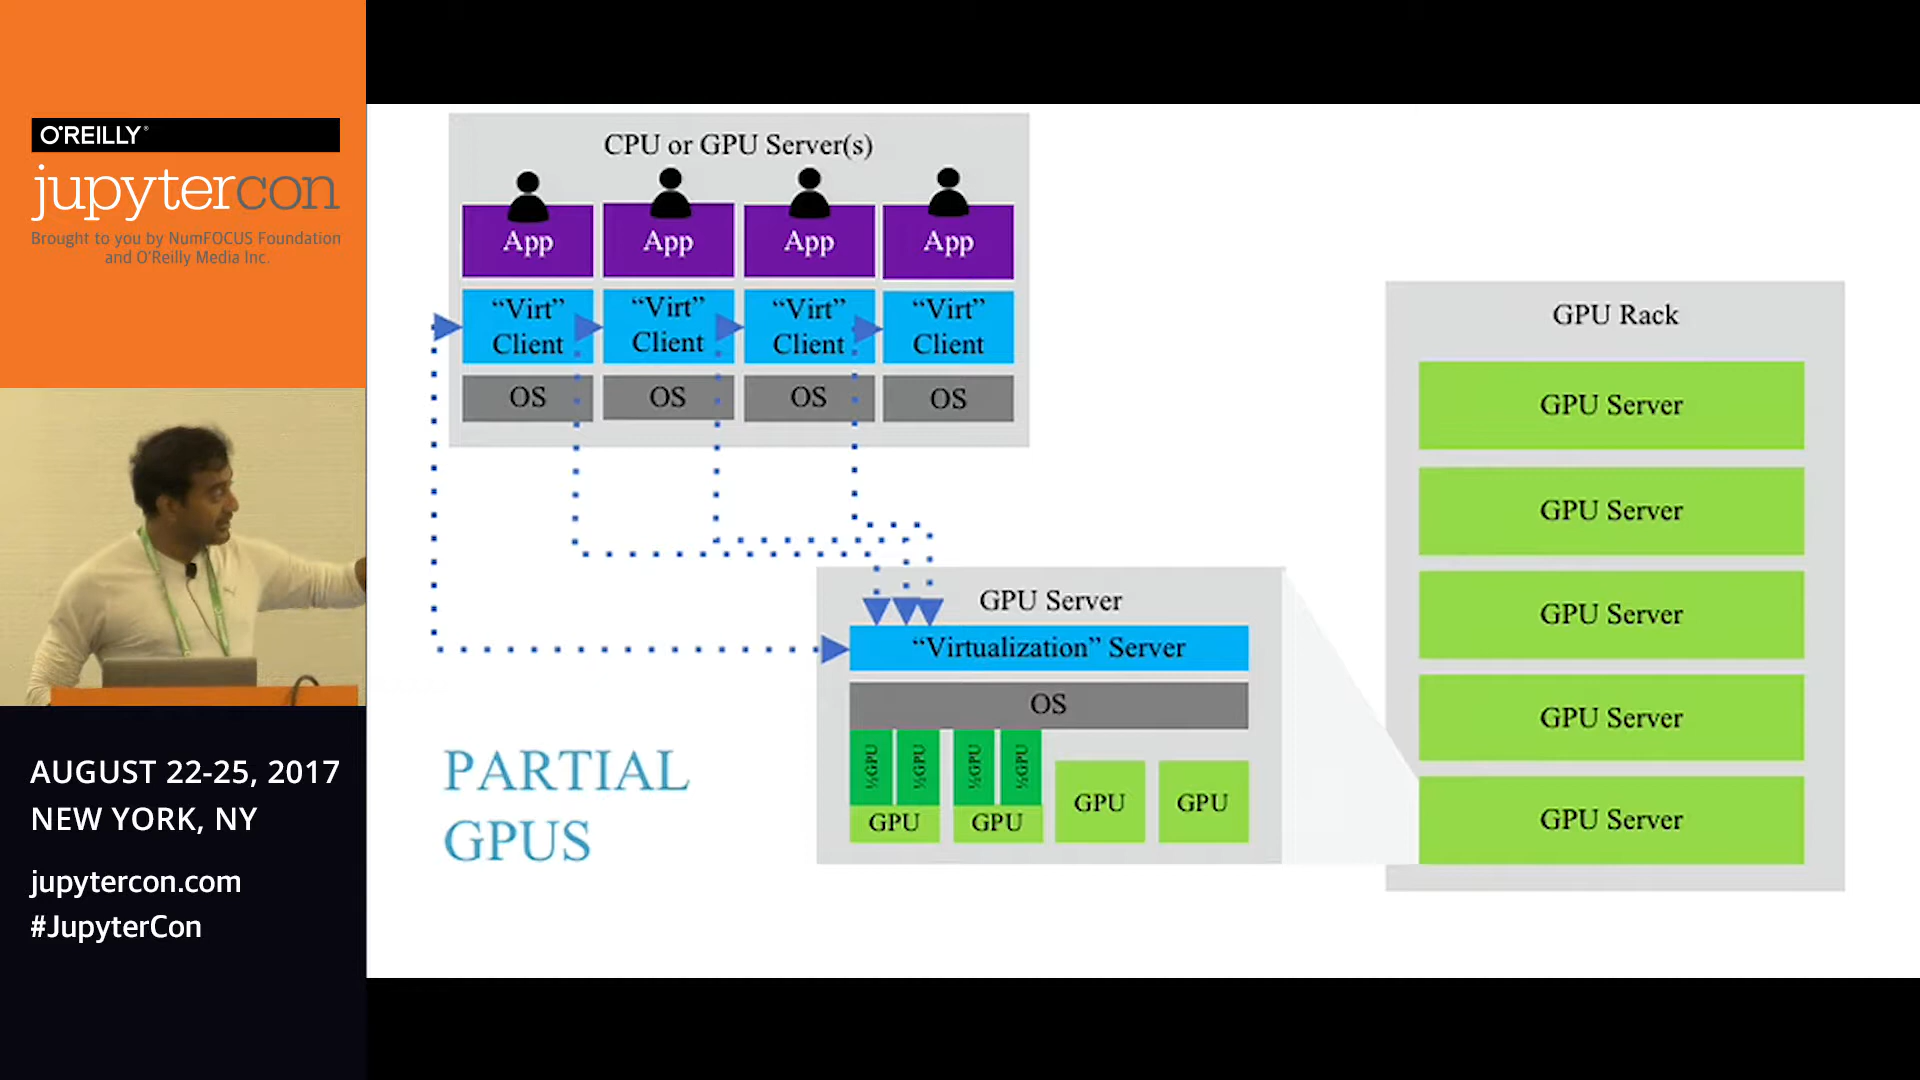 O'REILLY®
jupytercon
Brought to you by NumFOCUS Foundation
and O'Reilly Media Inc.
AUGUST 22-25, 2017
NEW YORK, NY
jupytercon.com
#JupyterCon
CPU or GPU Server(s)
App App App App
“Virt” “Virt” “Virt” “Virt”
Client Client Client Client
OS OS OS OS
GPU Server
“Virtualization” Server
OS
½GPU ½GPU ½GPU ½GPU
GPU GPU GPU GPU
PARTIAL
GPUS
GPU Rack
GPU Server
GPU Server
GPU Server
GPU Server
GPU Server